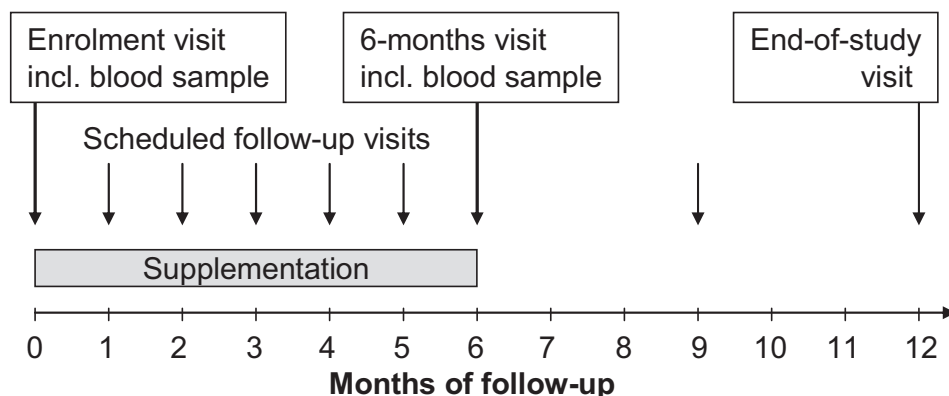 Enrolment visit
incl. blood sample
6-months visit
incl. blood sample
End-of-study
visit
Scheduled follow-up visits
Supplementation
0 1 2 3 4 5 6 7 8 9 10 11 12
Months of follow-up